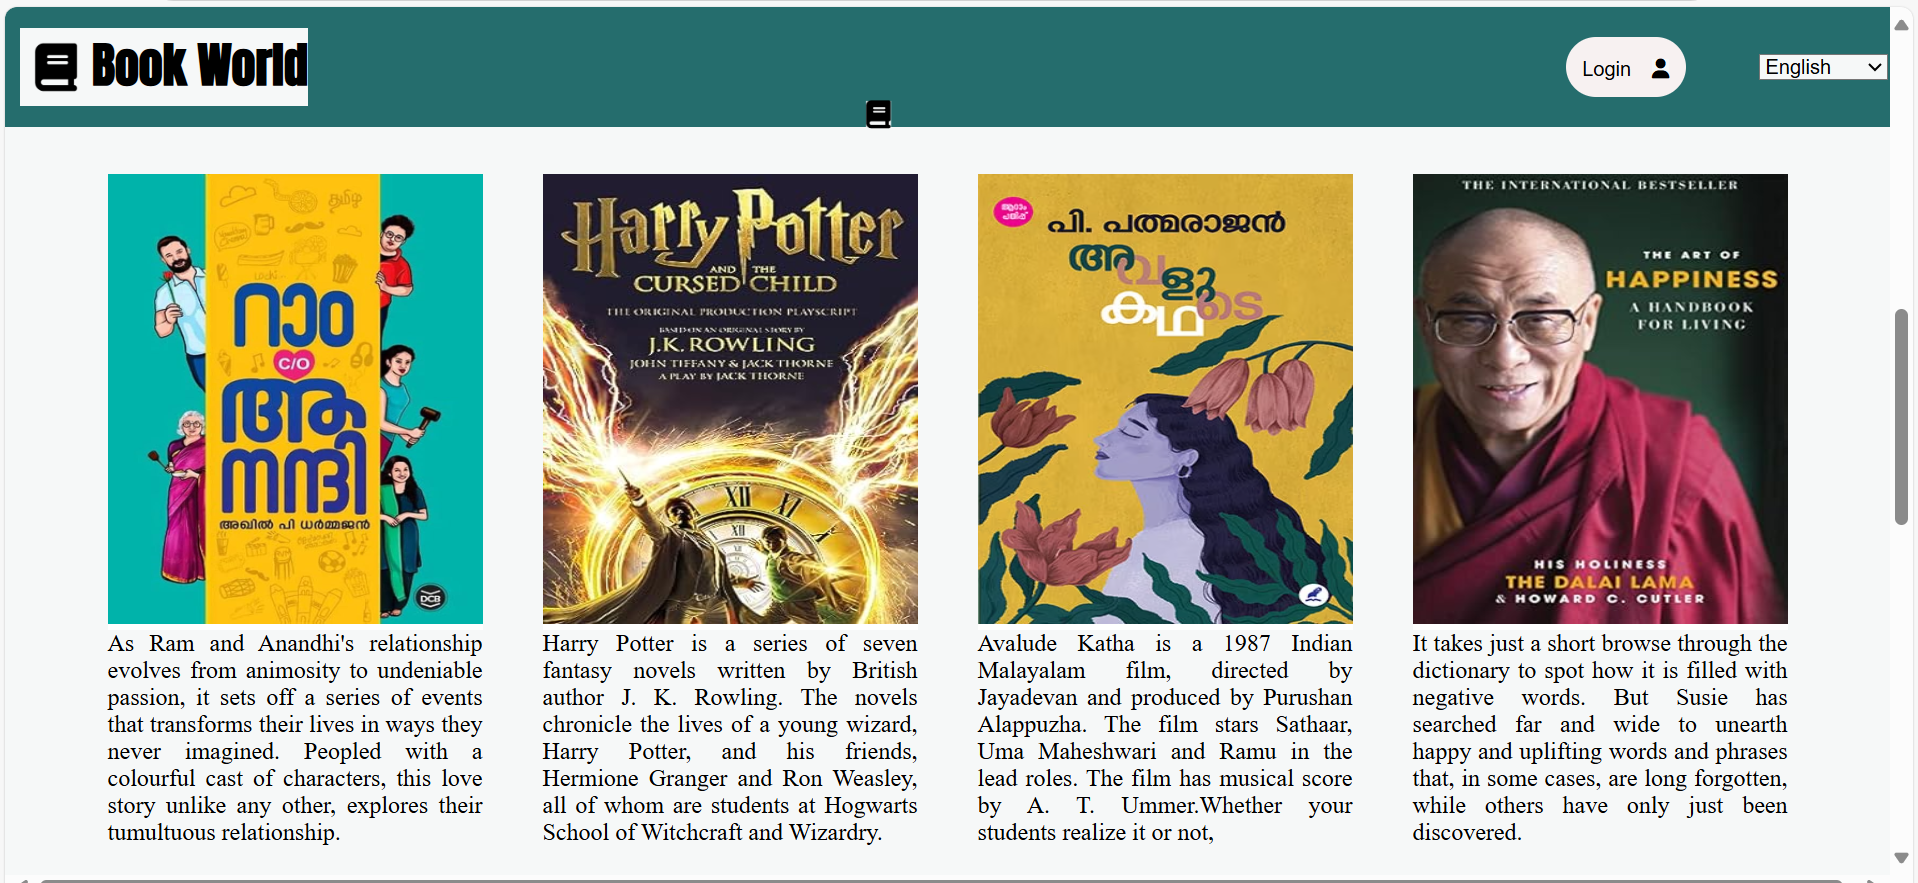 Book World
Login
English
தமிழ்
റാം
C/O
ആ
നന്ദി
അഖിൽ പി ധർമ്മജൻ
DCB
Harry Potter
AND THE
CURSED CHILD
THE ORIGINAL PRODUCTION PLAYSCRIPT
BASED ON AN ORIGINAL STORY BY
J.K. ROWLING
JOHN TIFFANY & JACK THORNE
A PLAY BY JACK THORNE
XII
XI
XII
ആറാം
പതിപ്പ്
പി. പത്മരാജൻ
അവളു
കഥ ടെ
THE INTERNATIONAL BESTSELLER
THE ART OF
HAPPINESS
A HANDBOOK
FOR LIVING
HIS HOLINESS
THE DALAI LAMA
& HOWARD C. CUTLER
As Ram and Anandhi's relationship
evolves from animosity to undeniable
passion, it sets off a series of events
that transforms their lives in ways they
never imagined. Peopled with a
colourful cast of characters, this love
story unlike any other, explores their
tumultuous relationship.
Harry Potter is a series of seven
fantasy novels written by British
author J. K. Rowling. The novels
chronicle the lives of a young wizard,
Harry Potter, and his friends,
Hermione Granger and Ron Weasley,
all of whom are students at Hogwarts
School of Witchcraft and Wizardry.
Avalude Katha is a 1987 Indian
Malayalam film, directed by
Jayadevan and produced by Purushan
Alappuzha. The film stars Sathaar,
Uma Maheshwari and Ramu in the
lead roles. The film has musical score
by A. T. Ummer.Whether your
students realize it or not,
It takes just a short browse through the
dictionary to spot how it is filled with
negative words. But Susie has
searched far and wide to unearth
happy and uplifting words and phrases
that, in some cases, are long forgotten,
while others have only just been
discovered.